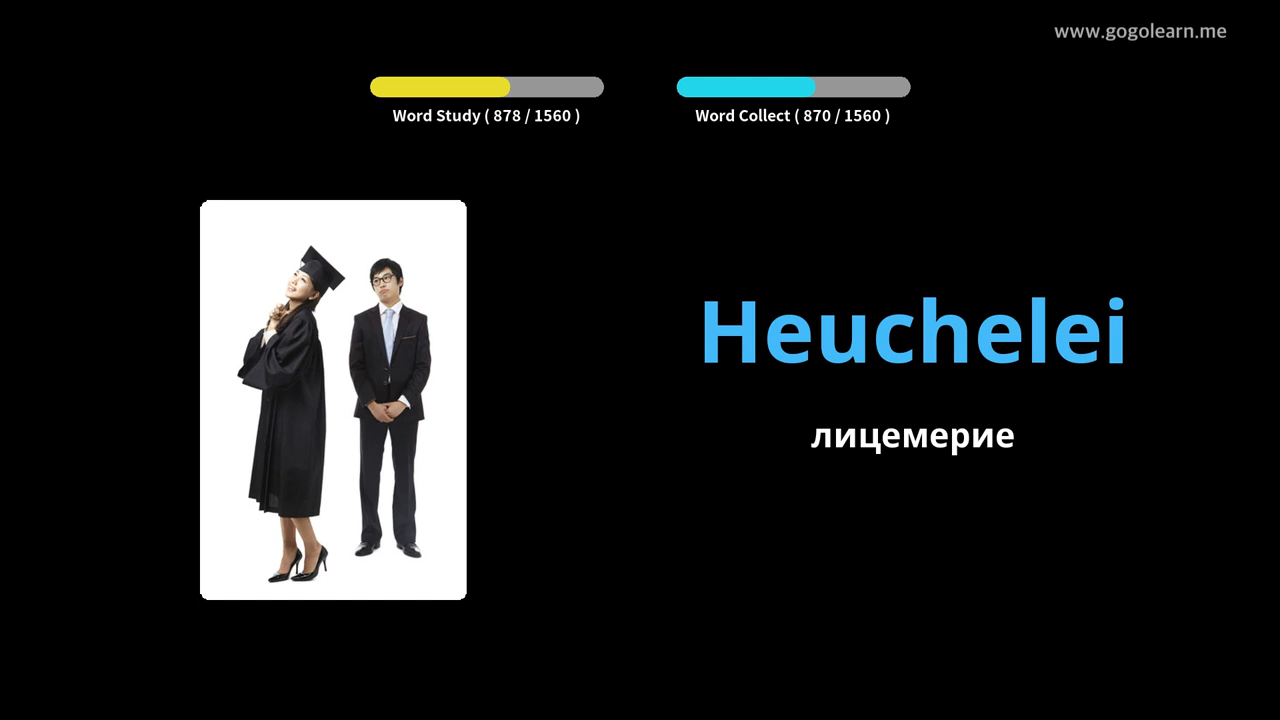 www.gogolearn.me
Word Study ( 878 / 1560 )
Word Collect ( 870 / 1560 )
Heuchelei
лицемерие